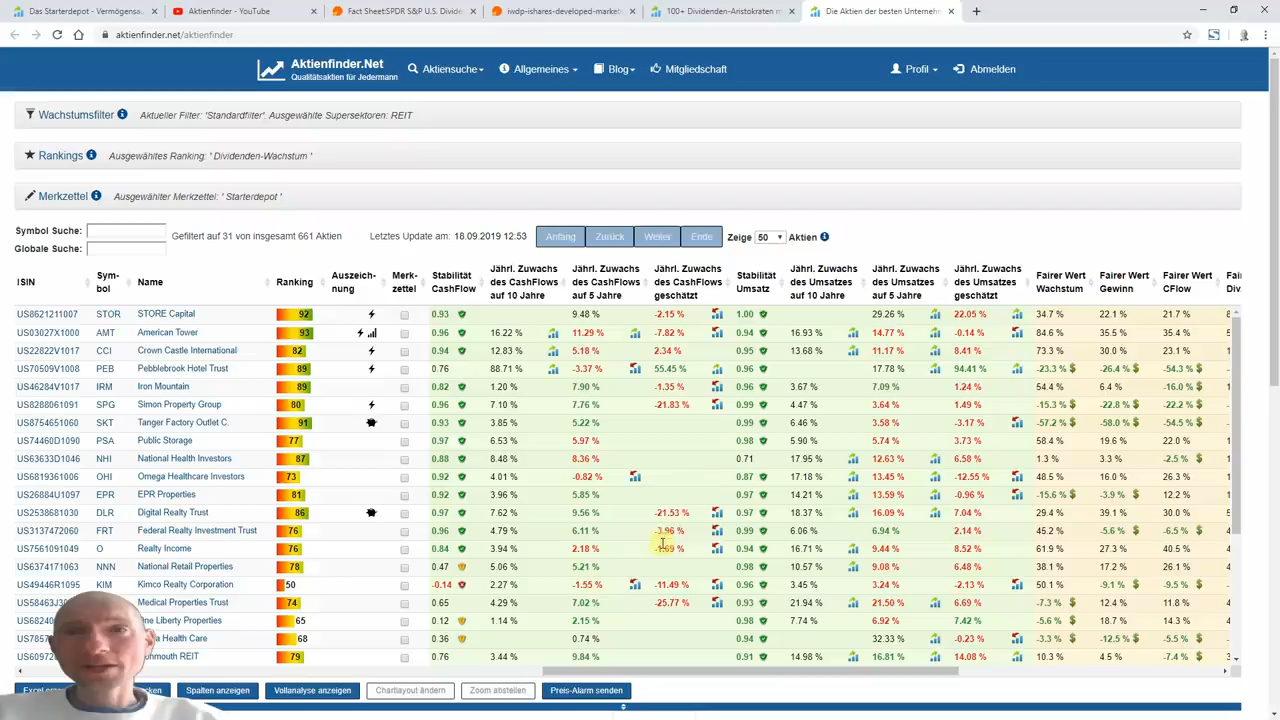 Das Starterdepot - Vermögensau
Aktienfinder - YouTube
Fact Sheet:SPDR S&P U.S. Divide
iwdp-ishares-developed-market
100+ Dividenden-Aristokraten m
Die Aktien der besten Unternehm
aktienfinder.net/aktienfinder
Aktienfinder.Net
Qualitätsaktien für Jedermann
Aktiensuche
Allgemeines
Blog
Mitgliedschaft
Profil
Abmelden
Wachstumsfilter Aktueller Filter: 'Standardfilter'. Ausgewählte Supersektoren: REIT
Rankings Ausgewähltes Ranking: ' Dividenden-Wachstum '
Merkzettel Ausgewählter Merkzettel: ' Starterdepot '
Symbol Suche:
Globale Suche:
Gefiltert auf 31 von insgesamt 661 Aktien
Letztes Update am: 18.09.2019 12:53
Anfang Zurück Weiter Ende
Zeige 50 Aktien
ISIN
Sym-
bol
Name
Ranking
Auszeich-
nung
Merk-
zettel
Stabilität
CashFlow
Jährl. Zuwachs
des CashFlows
auf 10 Jahre
Jährl. Zuwachs
des CashFlows
auf 5 Jahre
Jährl. Zuwachs
des CashFlows
geschätzt
Stabilität
Umsatz
Jährl. Zuwachs
des Umsatzes
auf 10 Jahre
Jährl. Zuwachs
des Umsatzes
auf 5 Jahre
Jährl. Zuwachs
des Umsatzes
geschätzt
Fairer Wert
Wachstum
Fairer Wert
Gewinn
Fairer Wert
CFlow
US8621211007 STOR STORE Capital 92 0.93 9.48 % -2.15 % 1.00 29.26 % 22.05 % 34.7 % 22.1 % 21.7 %
US03027X1000 AMT American Tower 93 0.96 16.22 % 11.29 % -7.82 % 0.94 16.93 % 14.77 % -0.14 % 84.6 % 35.5 % 35.4 %
US22822V1017 CCI Crown Castle International 82 0.94 12.83 % 5.18 % 2.34 % 0.95 13.68 % 11.17 % 8.41 % 73.3 % 30.0 % 23.1 %
US70509V1008 PEB Pebblebrook Hotel Trust 89 0.76 88.71 % -3.37 % 55.45 % 0.96 17.78 % 94.41 % -23.3 % $ -26.4 % $ -54.3 % $
US46284V1017 IRM Iron Mountain 89 0.82 1.20 % 7.90 % -1.35 % 0.96 3.67 % 7.09 % 1.24 % 54.4 % 6.4 % -16.0 % $
US8288061091 SPG Simon Property Group 80 0.96 7.10 % 7.76 % -21.83 % 0.99 4.47 % 3.64 % 1.49 % -15.3 % $ -22.8 % $ -22.2 % $
US8754651060 SKT Tanger Factory Outlet C. 91 0.93 3.85 % 5.22 % 0.99 6.46 % 3.58 % -3.17 % -57.2 % $ -58.0 % $ -54.5 % $
US74460D1090 PSA Public Storage 77 0.97 6.53 % 5.97 % 0.98 5.90 % 5.74 % 3.73 % 58.4 % 19.6 % 22.0 %
US63633D1046 NHI National Health Investors 87 0.88 8.48 % 8.36 % 0.71 17.95 % 12.63 % 6.58 % 1.3 % 3.3 % -2.5 % $
US6819361006 OHI Omega Healthcare Investors 73 0.92 4.01 % -0.82 % 0.87 17.18 % 13.45 % -12.55 % 48.5 % 16.0 % 26.3 %
US26884U1097 EPR EPR Properties 81 0.92 3.96 % 5.85 % 0.97 14.21 % 13.59 % -0.96 % -15.6 % $ -3.9 % $ 12.2 %
US2538681030 DLR Digital Realty Trust 86 0.97 7.62 % 9.56 % -21.53 % 0.97 18.37 % 16.09 % 7.04 % 29.4 % 39.1 % 30.0 %
US3137472060 FRT Federal Realty Investment Trust 76 0.96 4.79 % 6.11 % -3.96 % 0.99 6.06 % 6.94 % 2.14 % 45.2 % -5.6 % $ -6.5 % $
US7561091049 O Realty Income 76 0.84 3.94 % 2.18 % 0.94 16.71 % 9.44 % 8.52 % 61.9 % 27.3 % 40.5 %
US6374171063 NNN National Retail Properties 78 0.47 5.06 % 5.21 % 0.98 10.57 % 9.08 % 6.48 % 38.1 % 17.2 % 26.1 %
US49446R1095 KIM Kimco Realty Corporation 50 -0.14 2.27 % -1.55 % -11.49 % 0.96 3.45 % 3.24 % -2.13 % 50.1 % -9.1 % $ -9.5 % $
US58463J30 MPW Medical Properties Trust 74 0.65 4.29 % 7.02 % -25.77 % 0.93 21.94 % 21.50 % 6.69 % -7.3 % $ 12.4 % 11.8 %
US68240 Liberty Properties 65 0.12 1.14 % 2.15 % 0.98 7.74 % 6.92 % 7.42 % -5.6 % $ 18.7 % 14.3 %
Health Care 68 0.36 0.74 % 0.94 32.33 % -0.23 % -3.3 % $ -12.5 % $ -5.5 % $
US6097 REIT 79 0.76 3.44 % 9.84 % 0.91 14.98 % 16.81 % 14.08 % 10.3 % 4.5 % -7.4 % $
Spalten anzeigen Vollanalyse anzeigen Chartlayout ändern Zoom abstellen Preis-Alarm senden